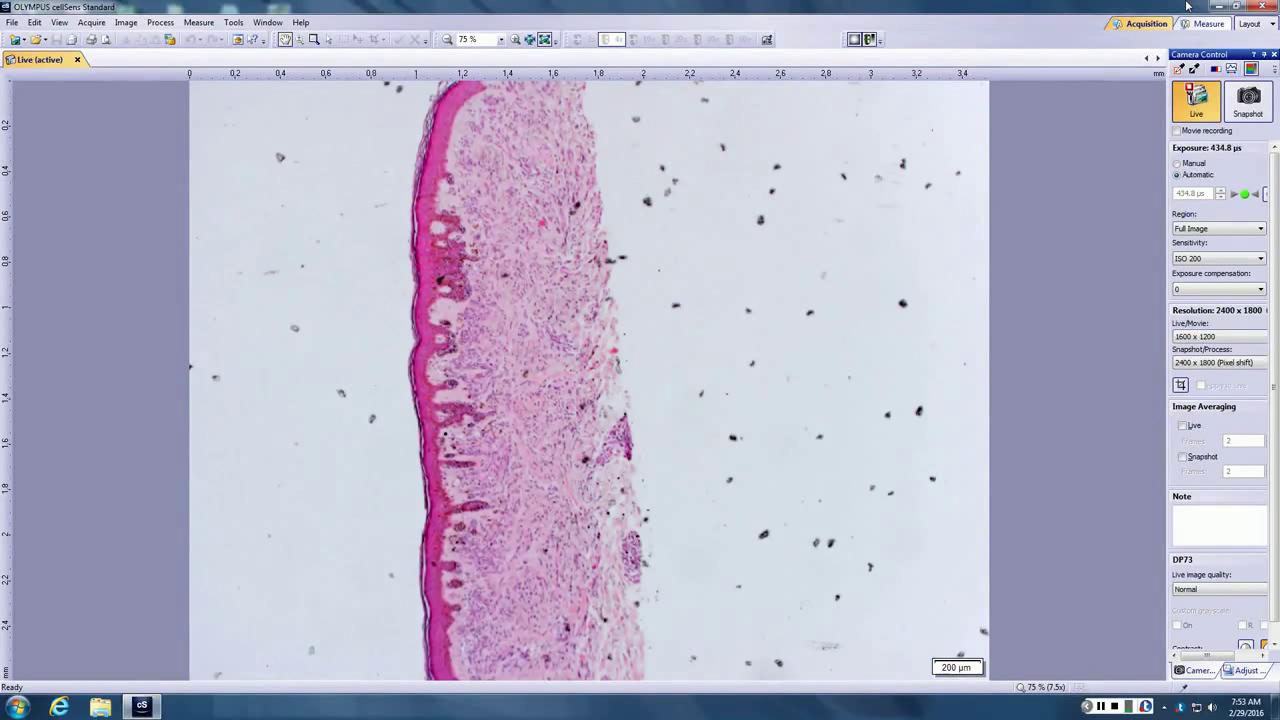 OLYMPUS cellSens Standard
File Edit View Acquire Image Process Measure Tools Window Help
Acquisition Measure Layout
75 %
Live (active)
0 0,2 0,4 0,6 0,8 1 1,2 1,4 1,6 1,8 2 2,2 2,4 2,6 2,8 3 3,2 3,4 mm
0,2
0,4
0,6
0,8
1
1,2
1,4
1,6
1,8
2
2,2
2,4
mm
200 µm
Camera Control
Live Snapshot
Movie recording
Exposure: 434.8 µs
Manual
Automatic
434.8 µs
Region:
Full Image
Sensitivity:
ISO 200
Exposure compensation:
0
Resolution: 2400 x 1800
Live/Movie:
1600 x 1200
Snapshot/Process:
2400 x 1800 (Pixel shift)
Image Averaging
Live
Frames 2
Snapshot
Frames 2
Note
DP73
Live image quality:
Normal
Custom grayscale:
On R
Camer... Adjust ...
Ready
75 % (7.5x)
cS
7:53 AM
2/29/2016